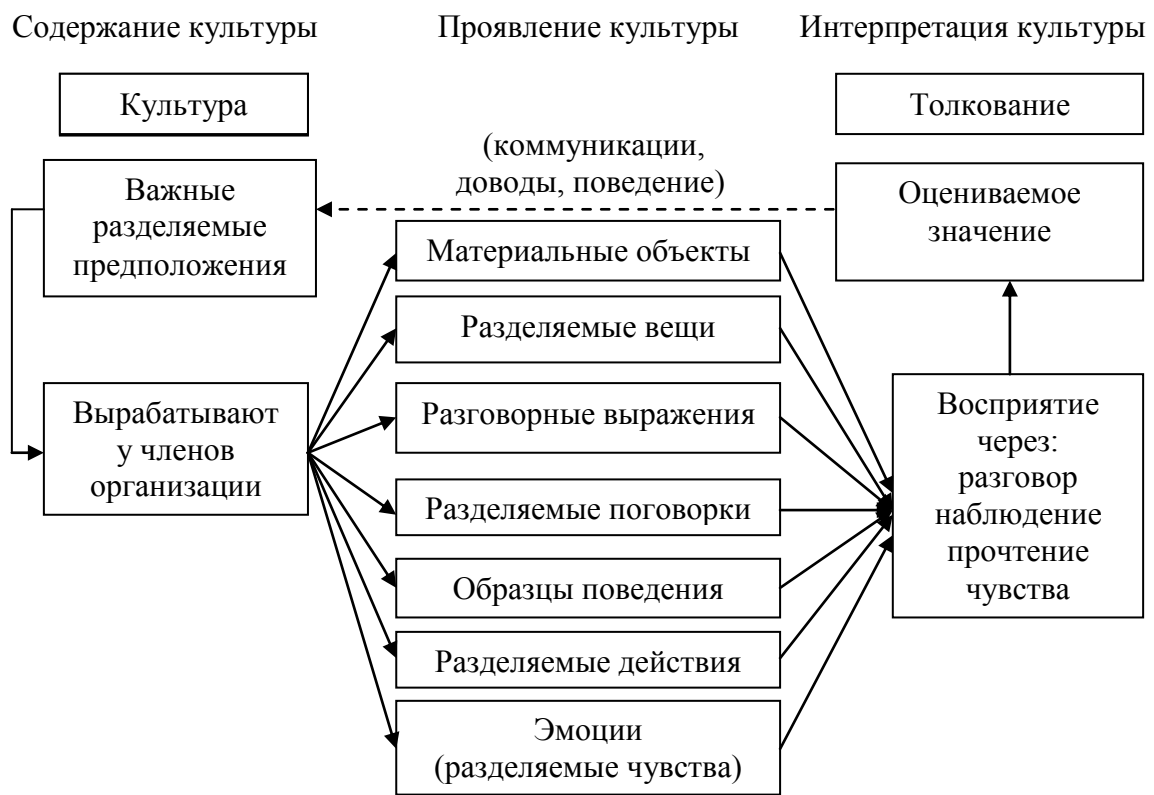 Содержание культуры
Проявление культуры
Интерпретация культуры
Культура
Толкование
(коммуникации,
доводы, поведение)
Важные
разделяемые
предположения
Оцениваемое
значение
Материальные объекты
Разделяемые вещи
Вырабатывают
у членов
организации
Разговорные выражения
Разделяемые поговорки
Образцы поведения
Разделяемые действия
Эмоции
(разделяемые чувства)
Восприятие
через:
разговор
наблюдение
прочтение
чувства